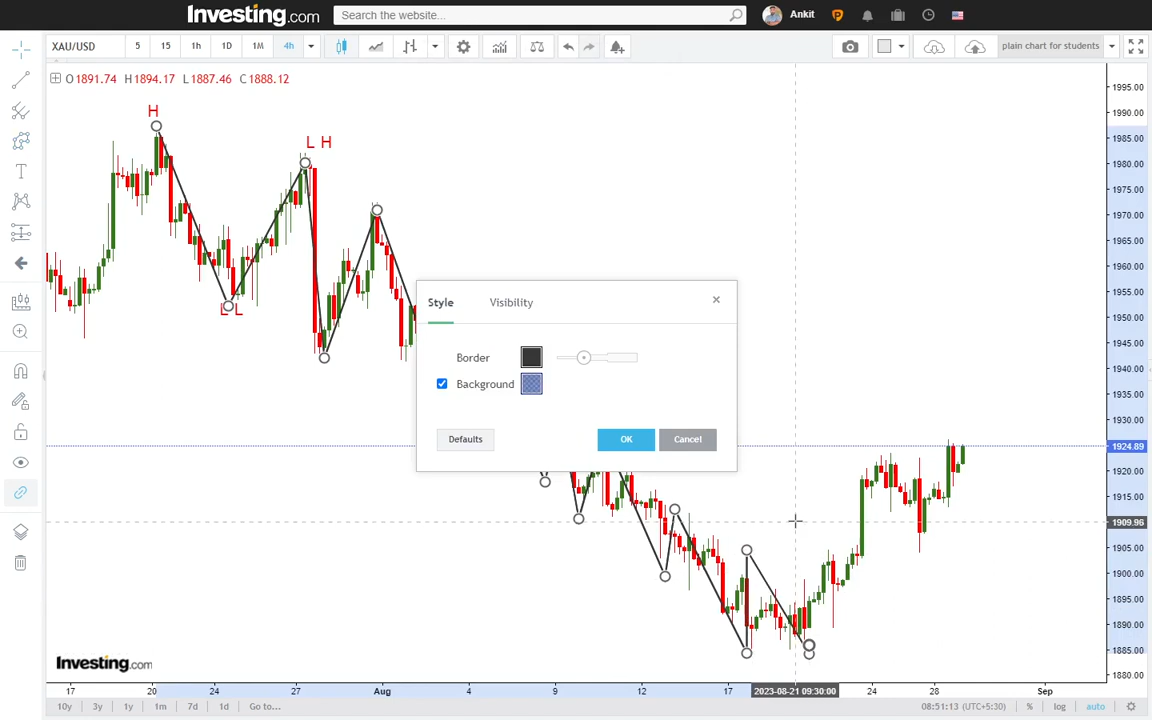 Investing.com
Search the website...
Ankit
XAU/USD
5
15
1h
1D
1M
4h
plain chart for students
O1891.74 H1894.17 L1887.46 C1888.12
H
L H
L L
Style
Visibility
Border
Background
Defaults
OK
Cancel
1995.00
1990.00
1985.00
1980.00
1975.00
1970.00
1965.00
1960.00
1955.00
1950.00
1945.00
1940.00
1935.00
1930.00
1924.89
1920.00
1915.00
1909.96
1905.00
1900.00
1895.00
1890.00
1885.00
1880.00
Investing.com
17
20
24
27
Aug
4
9
12
17
2023-08-21 09:30:00
24
28
Sep
10y
3y
1y
1m
7d
1d
Go to...
08:51:13 (UTC+5:30)
%
log
auto